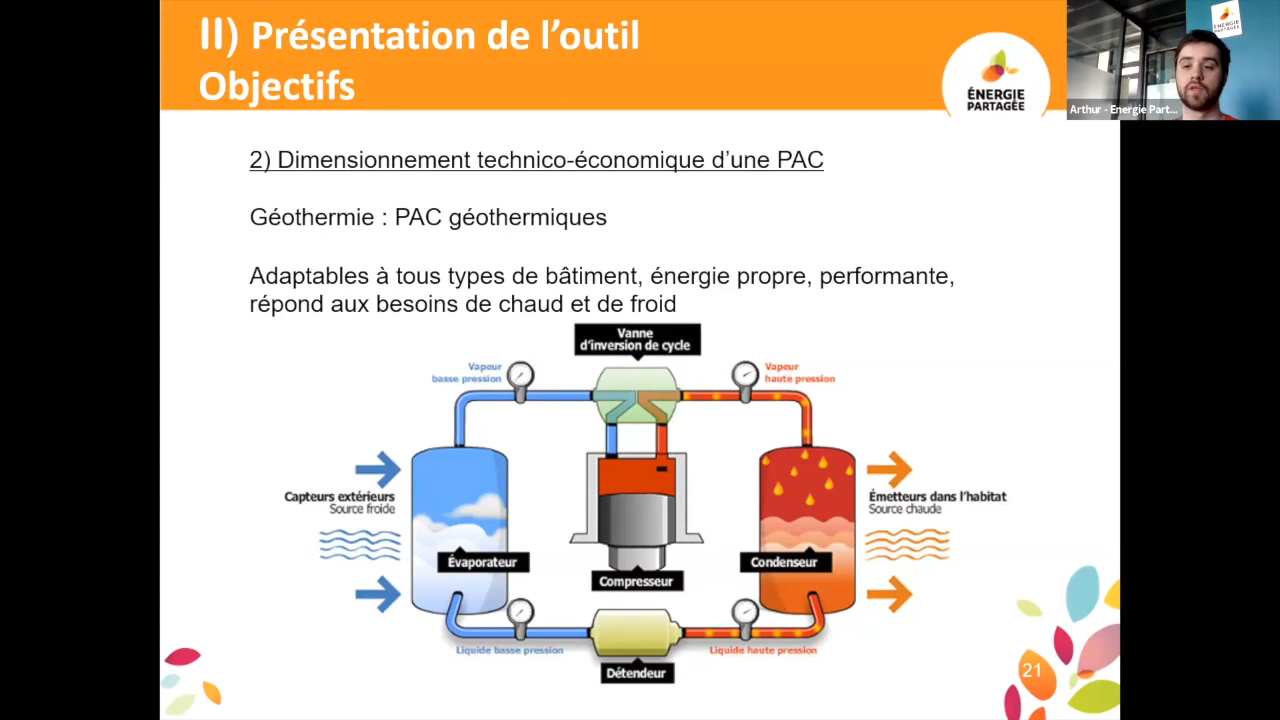 II) Présentation de l'outil
Objectifs
ÉNERGIE
PARTAGÉE
ÉNERGIE
PARTAGÉE
Arthur - Energie Part...
2) Dimensionnement technico-économique d'une PAC
Géothermie : PAC géothermiques
Adaptables à tous types de bâtiment, énergie propre, performante,
répond aux besoins de chaud et de froid
Vanne
d'inversion de cycle
Vapeur
basse pression
Vapeur
haute pression
Capteurs extérieurs
Source froide
Émetteurs dans l'habitat
Source chaude
Évaporateur
Compresseur
Condenseur
Liquide basse pression
Liquide haute pression
Détendeur
21